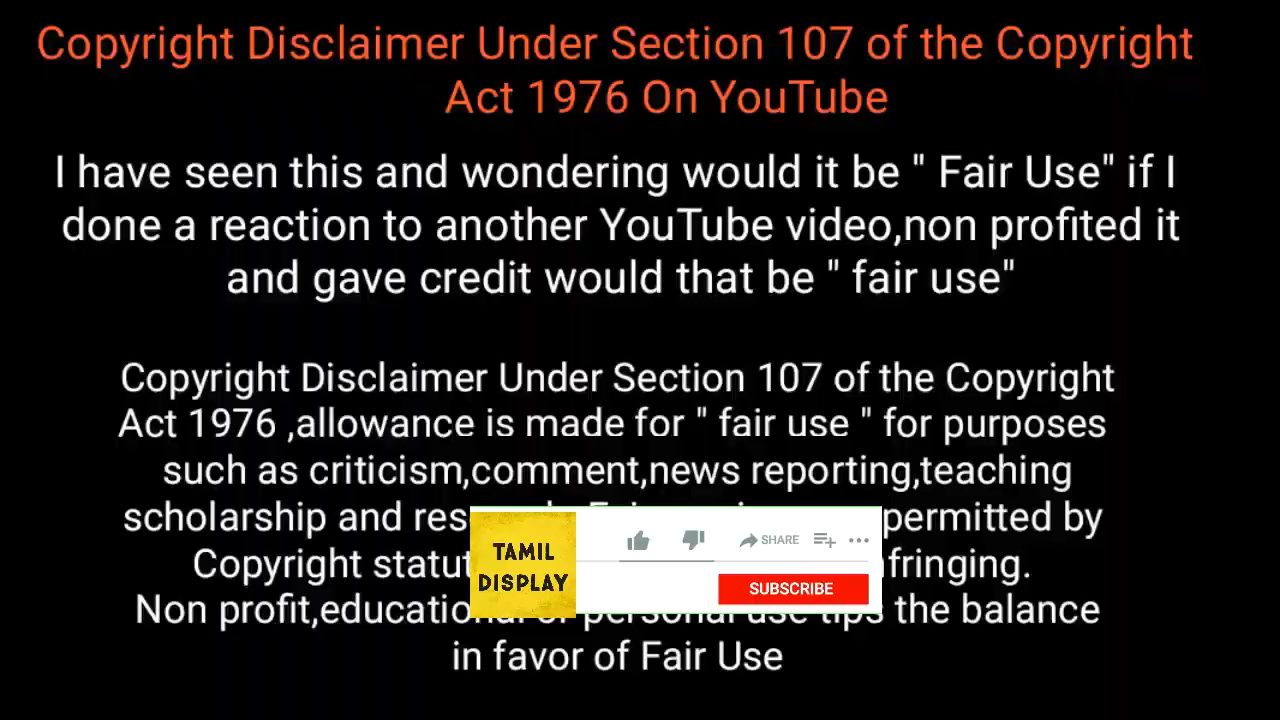 Copyright Disclaimer Under Section 107 of the Copyright
Act 1976 On YouTube
I have seen this and wondering would it be " Fair Use" if I
done a reaction to another YouTube video,non profited it
and gave credit would that be " fair use"
Copyright Disclaimer Under Section 107 of the Copyright
Act 1976 ,allowance is made for " fair use " for purposes
such as criticism,comment,news reporting,teaching
scholarship and permitted by
Copyright
Non profit, personal use tips the balance
in favor of Fair Use
TAMIL
DISPLAY
SHARE
SUBSCRIBE